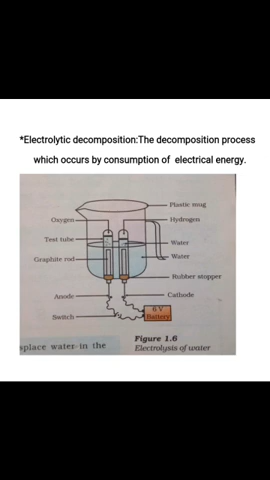 *Electrolytic decomposition:The decomposition process
which occurs by consumption of electrical energy.
Plastic mug
Oxygen
Hydrogen
Test tube
Water
Graphite rod
Water
Rubber stopper
Anode
Cathode
Switch
6 V
Battery
Figure 1.6
Electrolysis of water
splace water in the